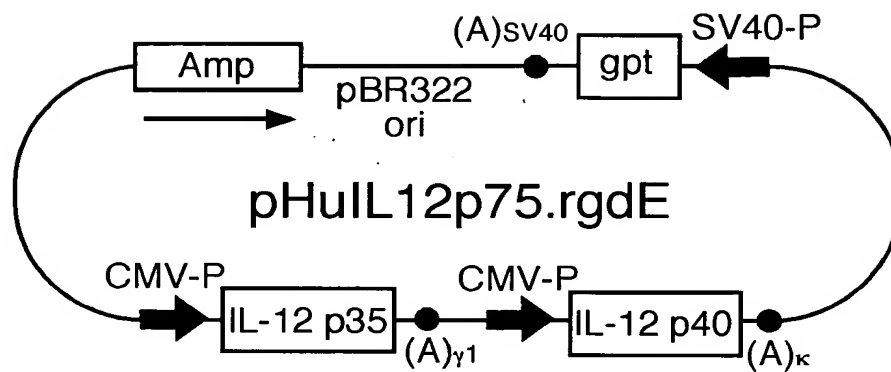 (A)SV40
SV40-P
Amp
gpt
pBR322
ori
pHuIL12p75.rgdE
CMV-P
CMV-P
IL-12 p35
IL-12 p40
(A)γ1
(A)κ